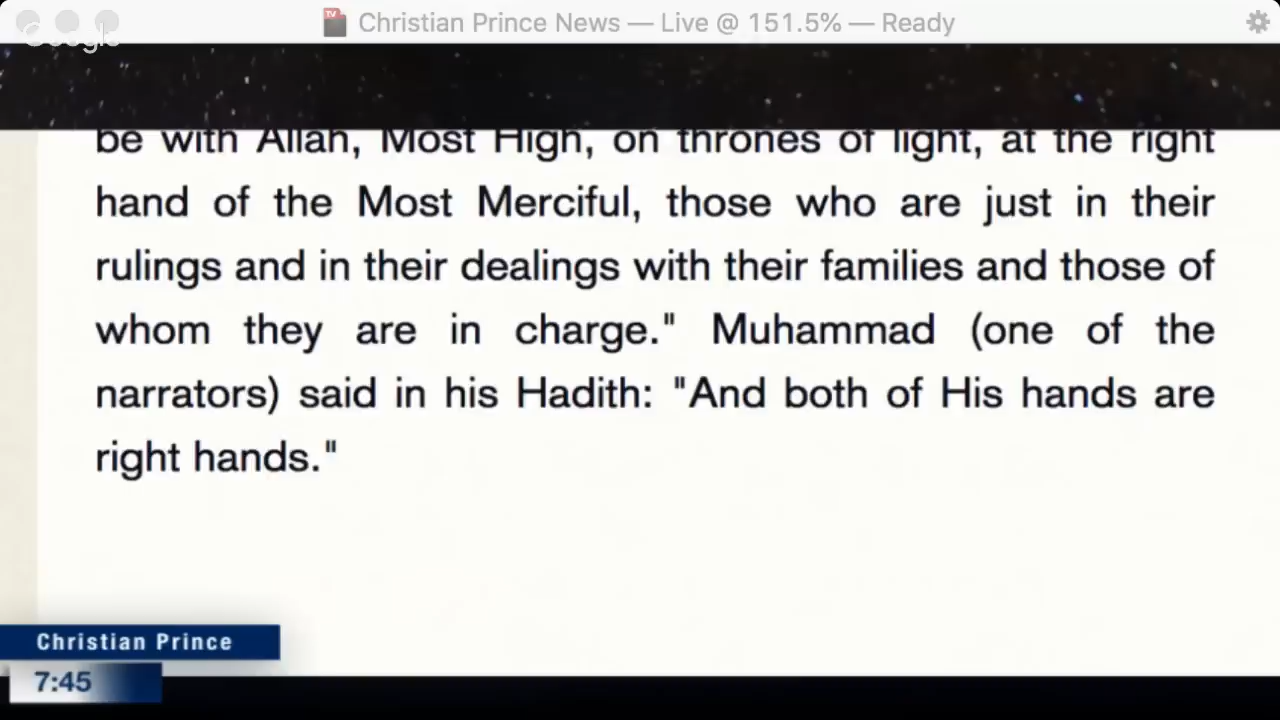 Christian Prince News — Live @ 151.5% — Ready
Google
be with Allah, Most High, on thrones of light, at the right
hand of the Most Merciful, those who are just in their
rulings and in their dealings with their families and those of
whom they are in charge." Muhammad (one of the
narrators) said in his Hadith: "And both of His hands are
right hands."
Christian Prince
7:45